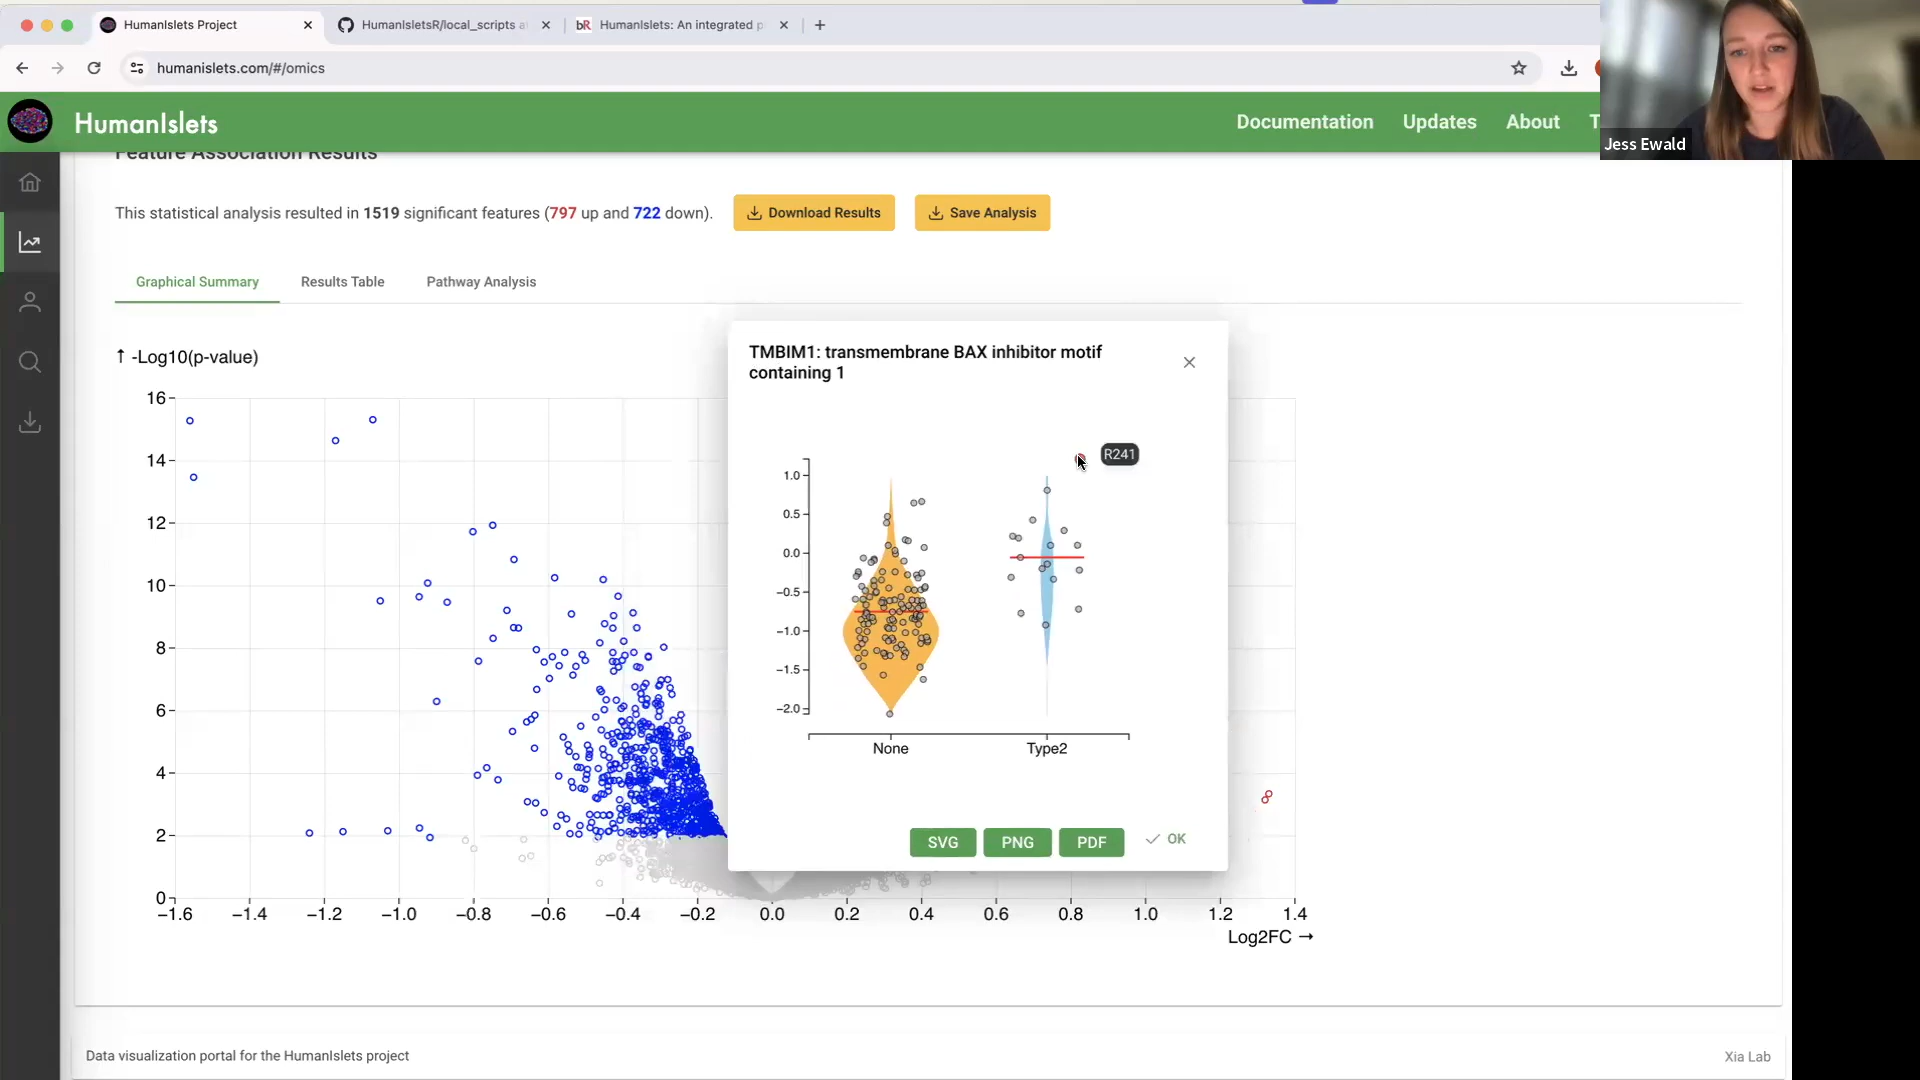 HumanIslets Project
HumanIsletsR/local_scripts a
HumanIslets: An integrated p
humanislets.com/#/omics
HumanIslets
Documentation
Updates
About
T
Jess Ewald
Feature Association Results
This statistical analysis resulted in 1519 significant features (797 up and 722 down).
Download Results
Save Analysis
Graphical Summary
Results Table
Pathway Analysis
↑ -Log10(p-value)
16
14
12
10
8
6
4
2
0
−1.6 −1.4 −1.2 −1.0 −0.8 −0.6 −0.4 −0.2 0.0 0.2 0.4 0.6 0.8 1.0 1.2 1.4
Log2FC →
TMBIM1: transmembrane BAX inhibitor motif
containing 1
R241
1.0
0.5
0.0
−0.5
−1.0
−1.5
−2.0
None
Type2
SVG
PNG
PDF
OK
Data visualization portal for the HumanIslets project
Xia Lab